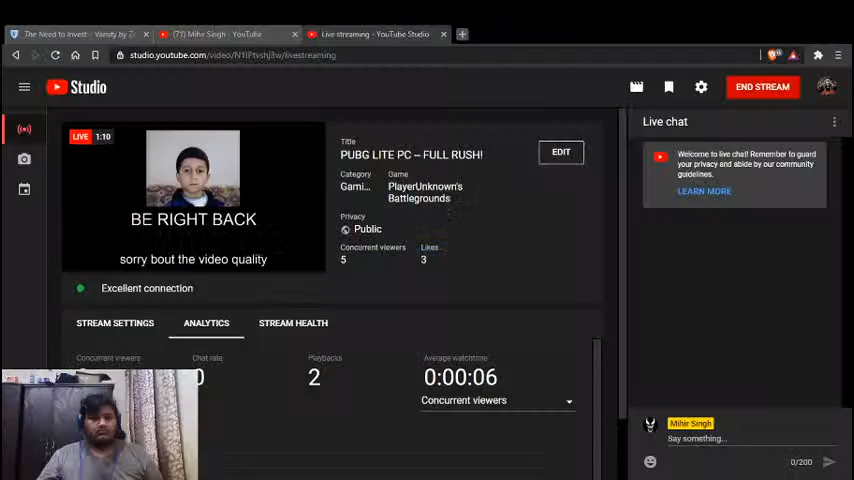 The Need to Invest – Varsity by Z
(71) Mihir Singh - YouTube
Live streaming - YouTube Studio
studio.youtube.com/video/N1lPtvshj3w/livestreaming
Studio
END STREAM
LIVE 1:10
BE RIGHT BACK
sorry bout the video quality
Title
PUBG LITE PC – FULL RUSH!
EDIT
Category
Game
Gami...
PlayerUnknown's
Battlegrounds
Privacy
Public
Concurrent viewers
Likes
5
3
Excellent connection
STREAM SETTINGS
ANALYTICS
STREAM HEALTH
Concurrent viewers
Chat rate
Playbacks
Average watchtime
0
2
0:00:06
Concurrent viewers
Live chat
Welcome to live chat! Remember to guard
your privacy and abide by our community
guidelines.
LEARN MORE
Mihir Singh
Say something...
0/200